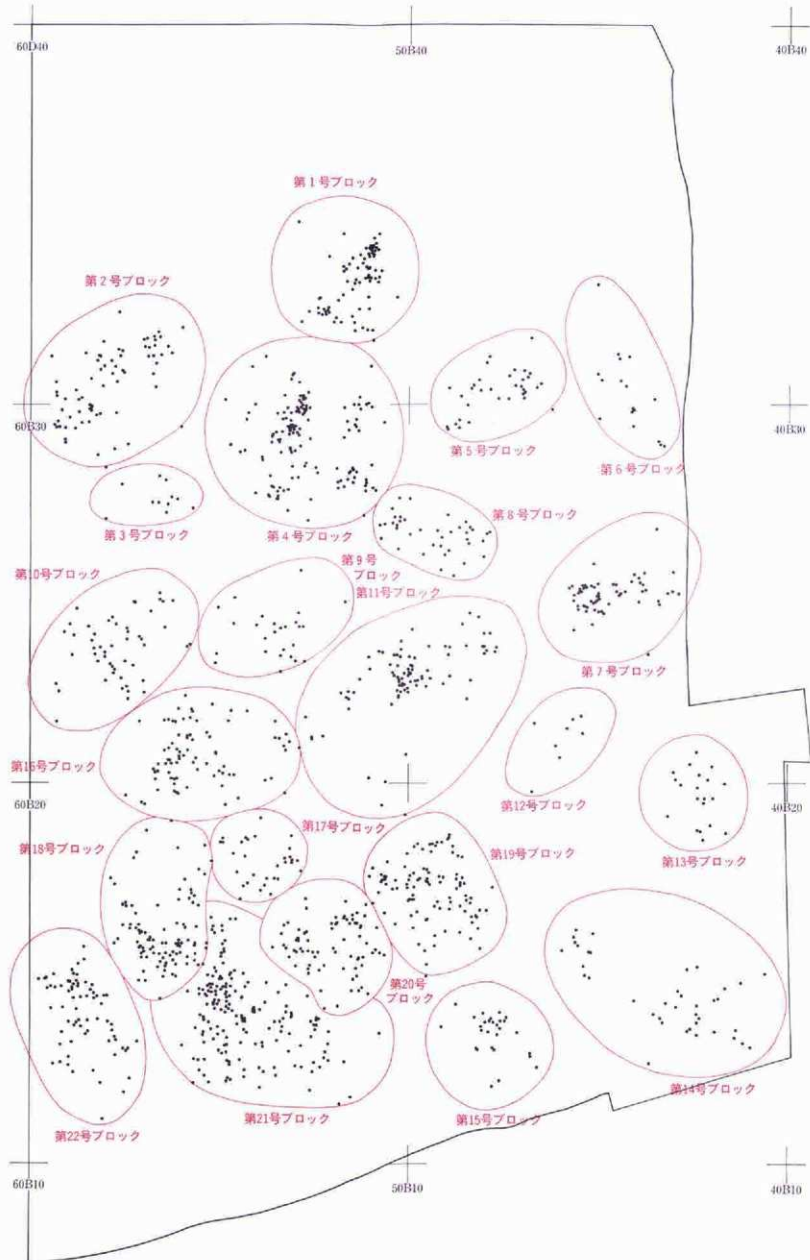 60D40
50B40
40B40
第1号ブロック
第2号ブロック
60B30
40B30
第5号ブロック
第6号ブロック
第3号ブロック
第4号ブロック
第8号ブロック
第9号
ブロック
第10号ブロック
第11号ブロック
第7号ブロック
第16号ブロック
60B20
40B20
第12号ブロック
第17号ブロック
第18号ブロック
第19号ブロック
第13号ブロック
第20号
ブロック
第14号ブロック
第21号ブロック
第15号ブロック
第22号ブロック
60B10
50B10
40B10